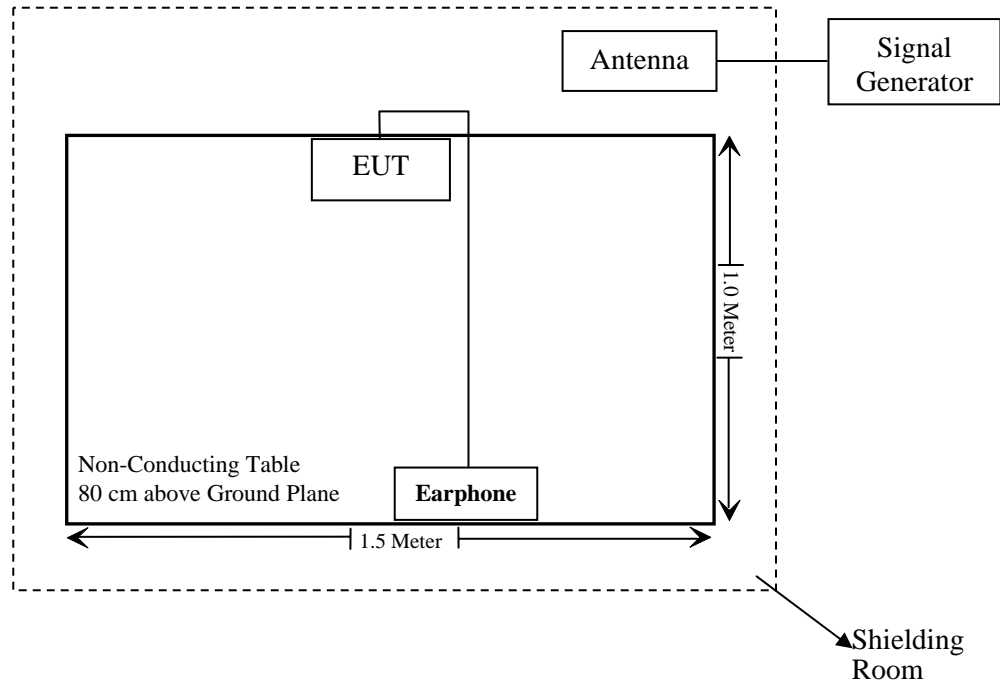 Antenna
Signal
Generator
EUT
1.0 Meter
Non-Conducting Table
80 cm above Ground Plane
Earphone
1.5 Meter
Shielding
Room